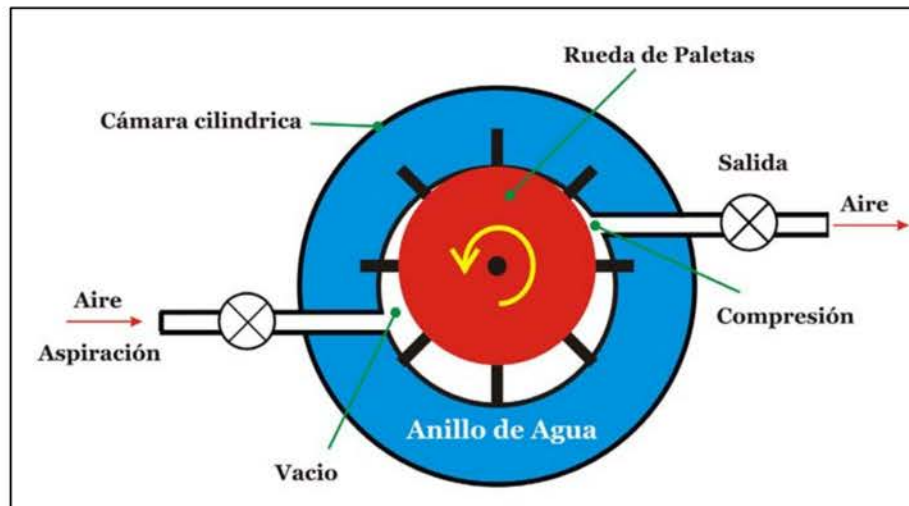 Rueda de Paletas
Cámara cilindrica
Salida
Aire
Aire
Aspiración
Compresión
Anillo de Agua
Vacio